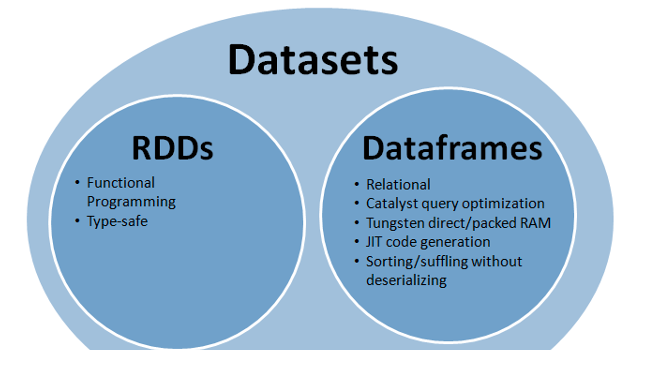 Datasets
RDDs
• Functional
Programming
• Type-safe
Dataframes
• Relational
• Catalyst query optimization
• Tungsten direct/packed RAM
• JIT code generation
• Sorting/suffling without
deserializing